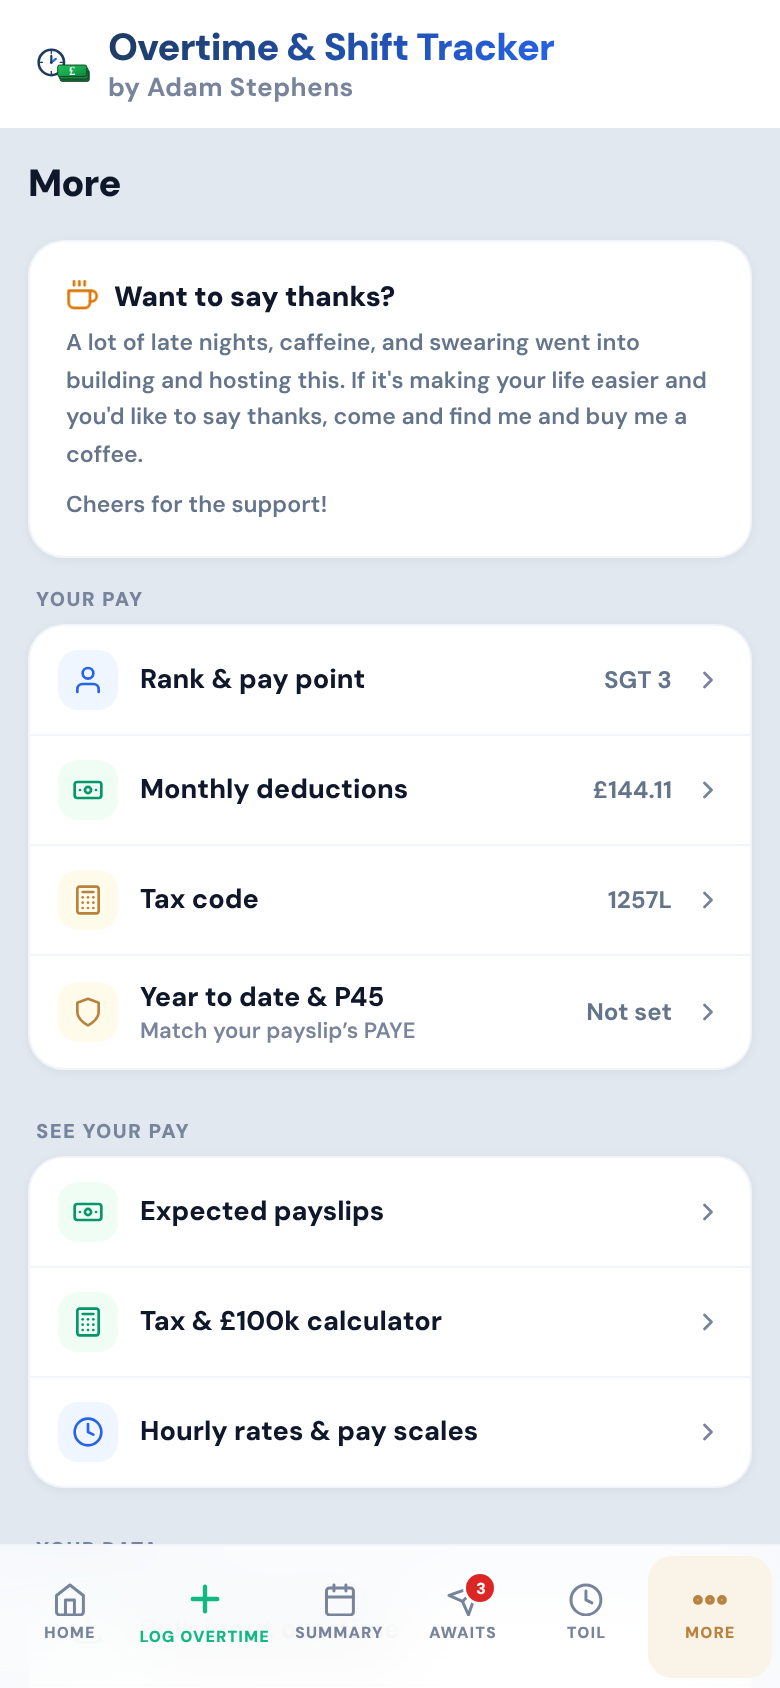 Overtime & Shift Tracker
by Adam Stephens
More
Want to say thanks?
A lot of late nights, caffeine, and swearing went into
building and hosting this. If it's making your life easier and
you'd like to say thanks, come and find me and buy me a
coffee.
Cheers for the support!
YOUR PAY
Rank & pay point
SGT 3
Monthly deductions
£144.11
Tax code
1257L
Year to date & P45
Match your payslip’s PAYE
Not set
SEE YOUR PAY
Expected payslips
Tax & £100k calculator
Hourly rates & pay scales
YOUR DATA
3
HOME
LOG OVERTIME
SUMMARY
AWAITS
TOIL
MORE